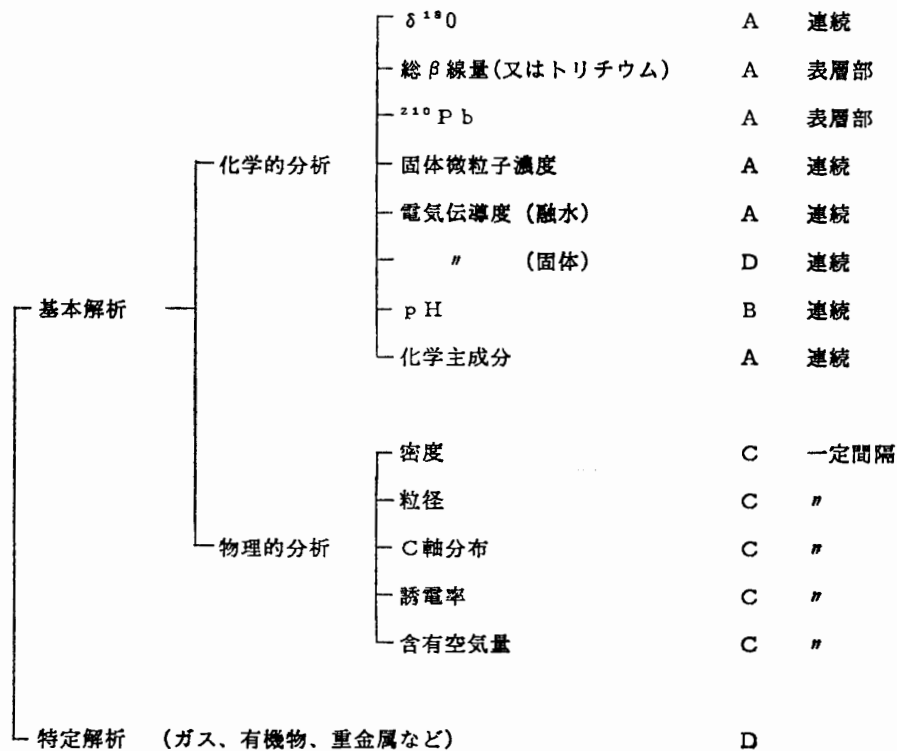 δ¹⁸O A 連続
総β線量(又はトリチウム) A 表層部
²¹⁰Pb A 表層部
化学的分析 固体微粒子濃度 A 連続
電気伝導度(融水) A 連続
〃 (固体) D 連続
基本解析 pH B 連続
化学主成分 A 連続
密度 C 一定間隔
粒径 C 〃
物理的分析 C軸分布 C 〃
誘電率 C 〃
含有空気量 C 〃
特定解析 (ガス、有機物、重金属など) D